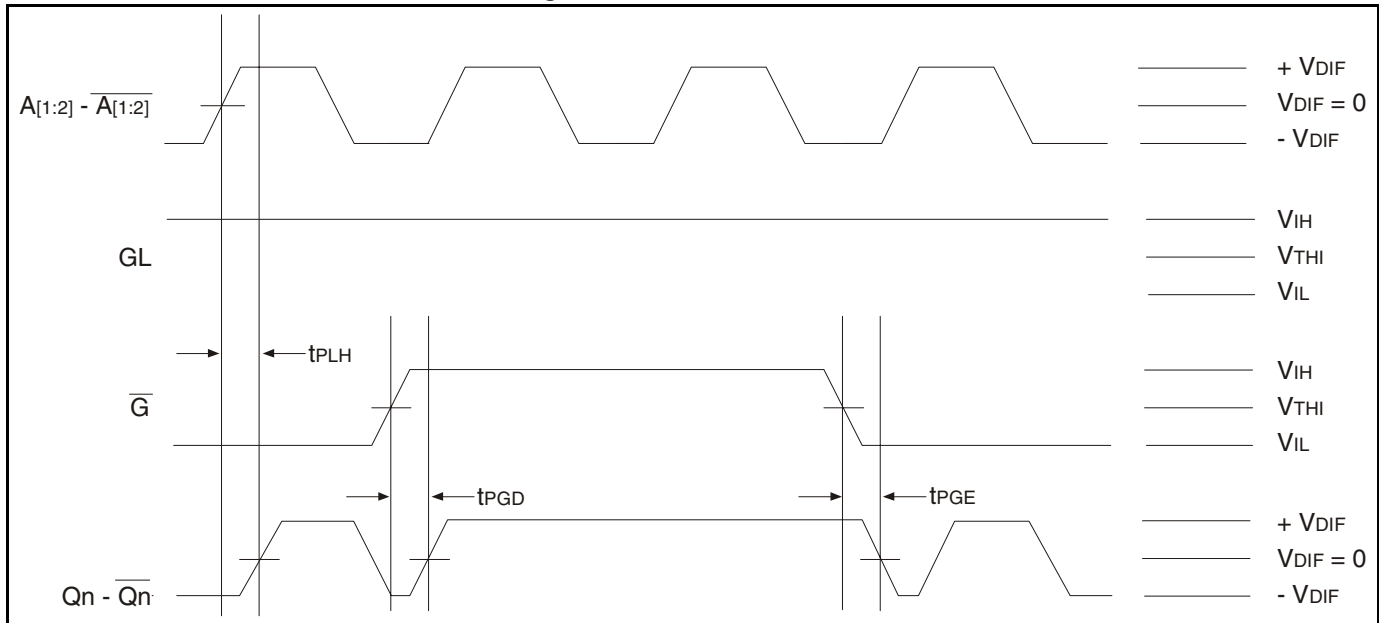 + VDIF
A[1:2] - A[1:2]
VDIF = 0
- VDIF
VIH
GL
VTHI
VIL
tPLH
VIH
G
VTHI
VIL
tPGD
tPGE
+ VDIF
VDIF = 0
Qn - Qn
- VDIF